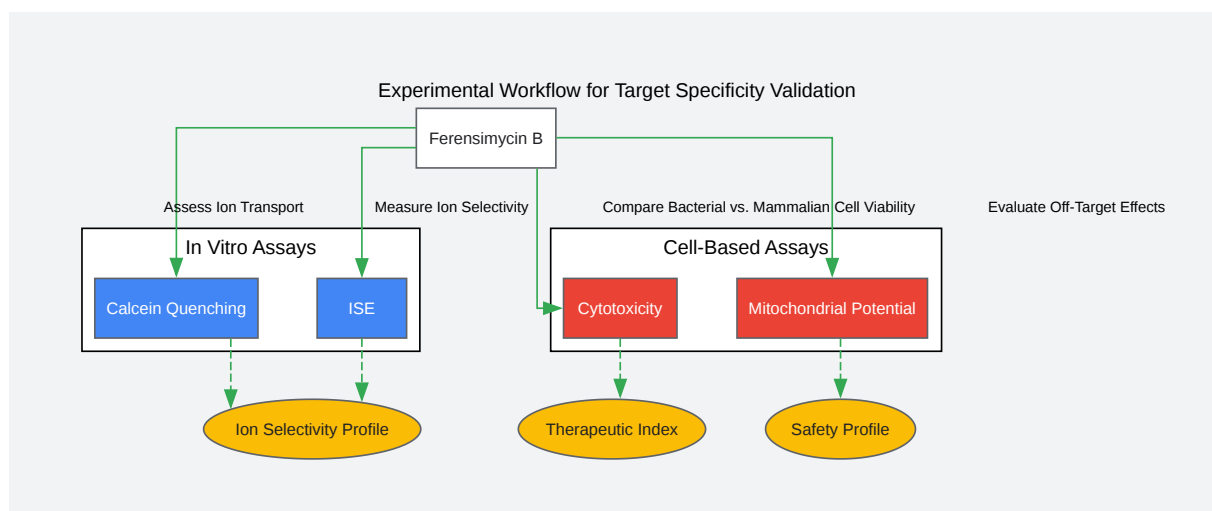 Experimental Workflow for Target Specificity Validation
Ferensimycin B
Assess Ion Transport
Measure Ion Selectivity
Compare Bacterial vs. Mammalian Cell Viability
Evaluate Off-Target Effects
In Vitro Assays
Cell-Based Assays
Calcein Quenching
ISE
Cytotoxicity
Mitochondrial Potential
Ion Selectivity Profile
Therapeutic Index
Safety Profile